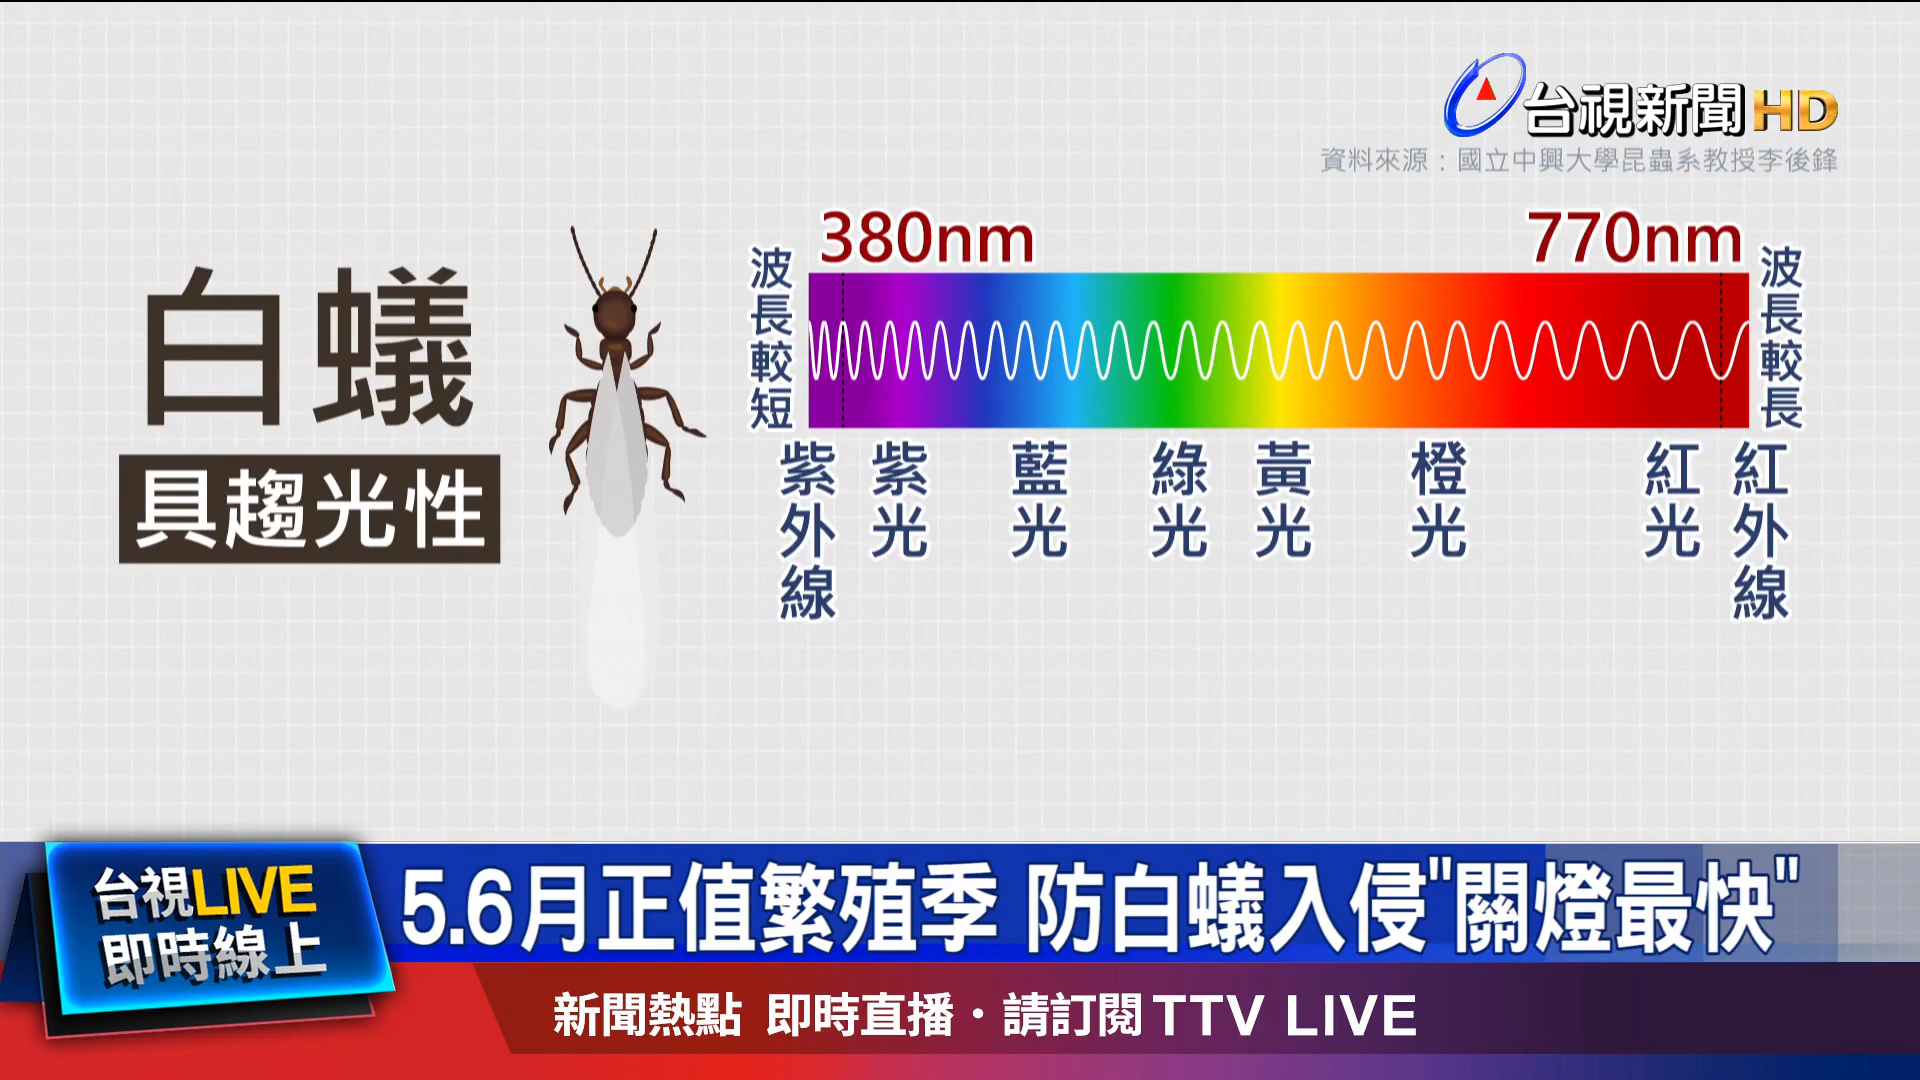 台視新聞HD
資料來源：國立中興大學昆蟲系教授李後鋒
白蟻
具趨光性
380nm
770nm
波長較短
波長較長
紫外線
紫光
藍光
綠光
黃光
橙光
紅光
紅外線
台視LIVE
即時線上
5.6月正值繁殖季 防白蟻入侵"關燈最快"
新聞熱點 即時直播・請訂閱TTV LIVE